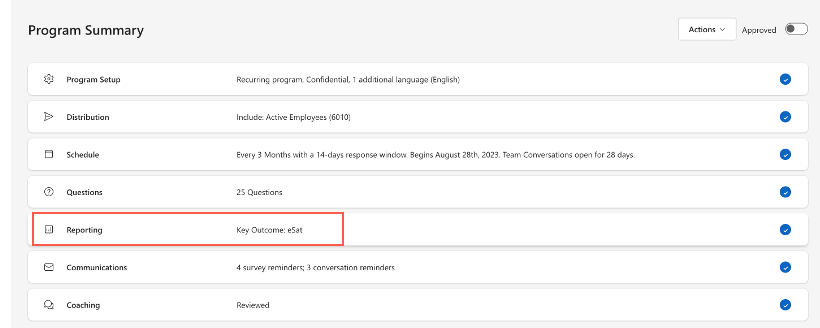 Program Summary
Actions
Approved
Program Setup
Recurring program, Confidential, 1 additional language (English)
Distribution
Include: Active Employees (6010)
Schedule
Every 3 Months with a 14-days response window. Begins August 28th, 2023. Team Conversations open for 28 days.
Questions
25 Questions
Reporting
Key Outcome: eSat
Communications
4 survey reminders; 3 conversation reminders
Coaching
Reviewed